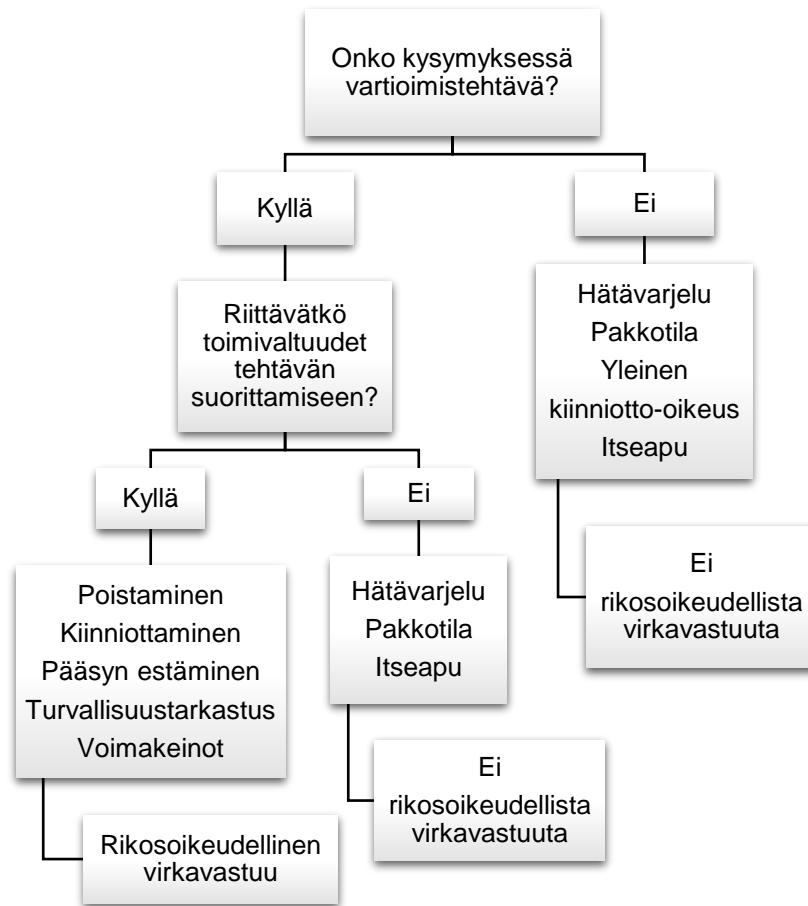 Onko kysymyksessä
vartioimistehtävä?
Kyllä
Ei
Riittävätkö
toimivaltuudet
tehtävän
suorittamiseen?
Hätävarjelu
Pakkotila
Yleinen
kiinniotto-oikeus
Itseapu
Kyllä
Ei
Ei
rikosoikeudellista
virkavastuuta
Poistaminen
Kiinniottaminen
Pääsyn estäminen
Turvallisuustarkastus
Voimakeinot
Hätävarjelu
Pakkotila
Itseapu
Ei
rikosoikeudellista
virkavastuuta
Rikosoikeudellinen
virkavastuu